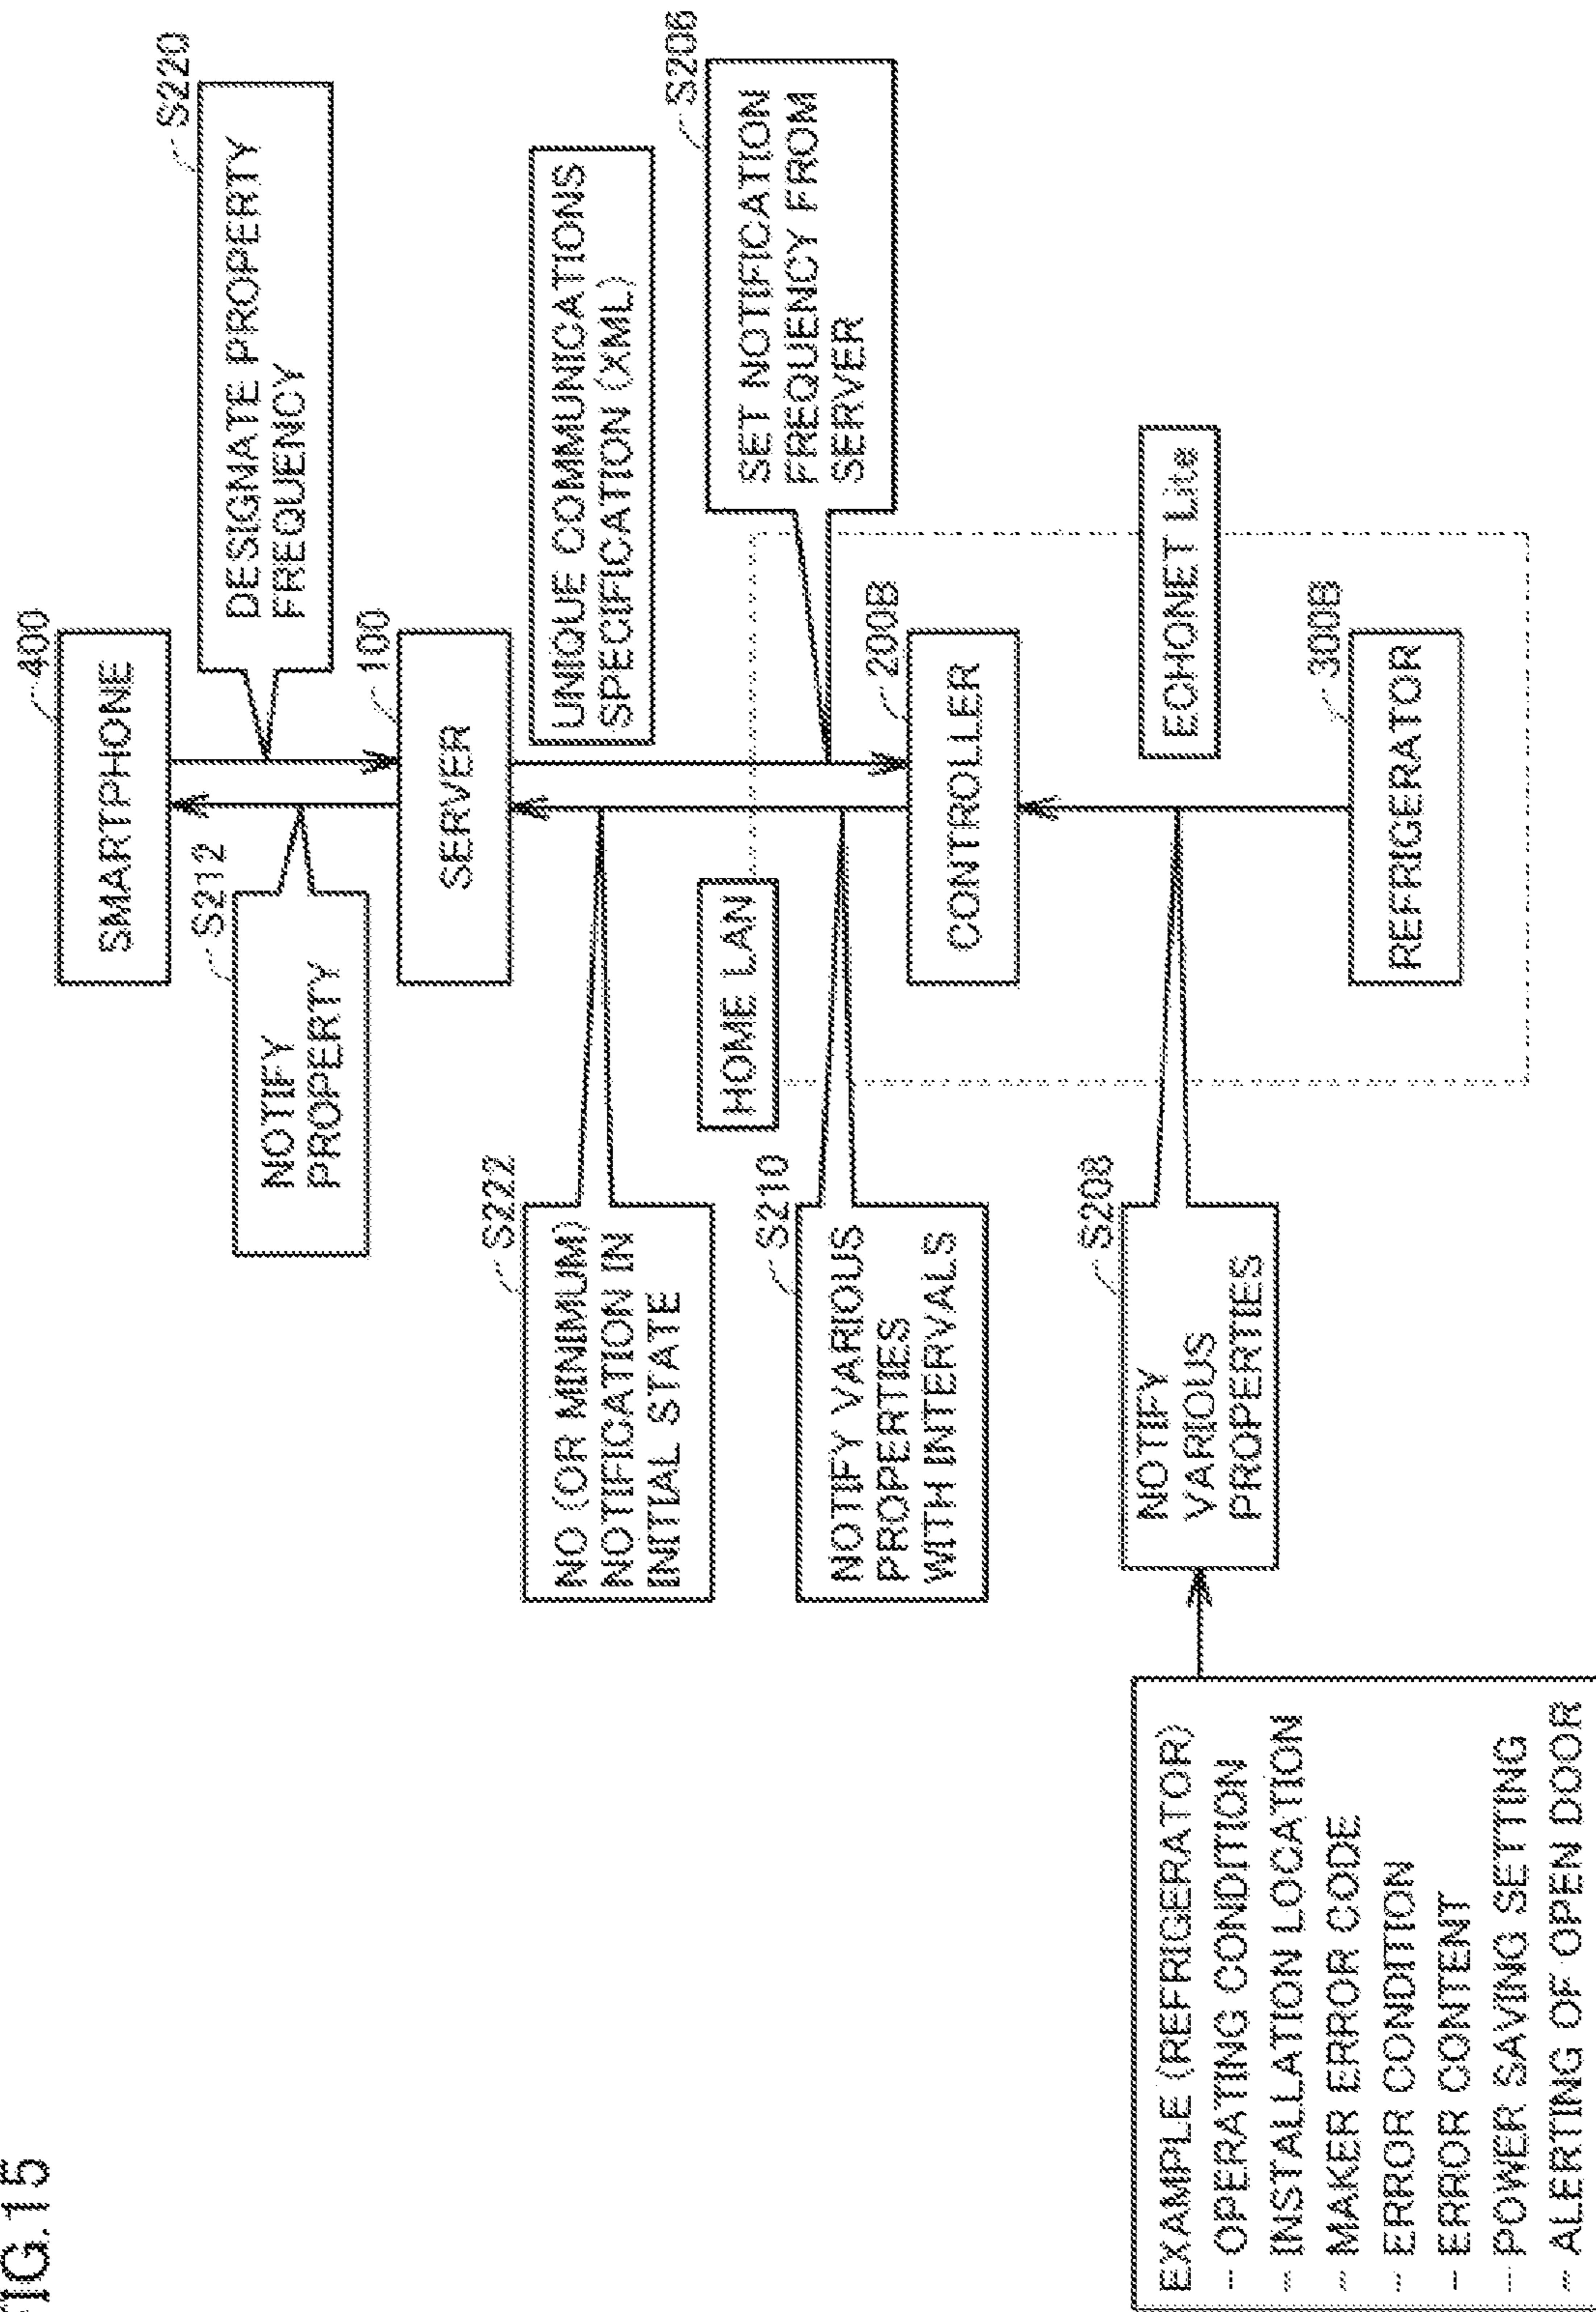 FIG.15
400
SMARTPHONE
S220
DESIGNATE PROPERTY
FREQUENCY
S212
NOTIFY
PROPERTY
100
SERVER
UNIQUE COMMUNICATIONS
SPECIFICATION (XML)
S222
NO (OR MINIMUM)
NOTIFICATION IN
INITIAL STATE
S206
SET NOTIFICATION
FREQUENCY FROM
SERVER
HOME LAN
S210
NOTIFY VARIOUS
PROPERTIES
WITH INTERVALS
200B
CONTROLLER
S208
NOTIFY
VARIOUS
PROPERTIES
ECHONET Lite
300B
REFRIGERATOR
EXAMPLE (REFRIGERATOR)
- OPERATING CONDITION
- INSTALLATION LOCATION
- MAKER ERROR CODE
- ERROR CONDITION
- ERROR CONTENT
- POWER SAVING SETTING
- ALERTING OF OPEN DOOR